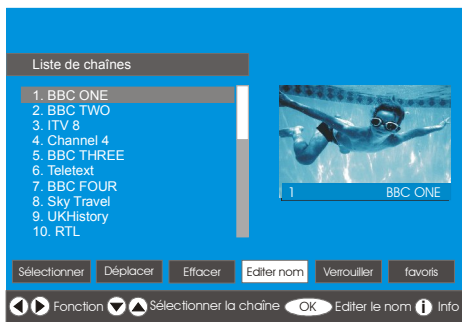 Liste de chaînes
1. BBC ONE
2. BBC TWO
3. ITV 8
4. Channel 4
5. BBC THREE
6. Teletext
7. BBC FOUR
8. Sky Travel
9. UKHistory
10. RTL
1 BBC ONE
Sélectionner Déplacer Effacer Editer nom Verrouiller favoris
Fonction Sélectionner la chaîne OK Editer le nom i Info